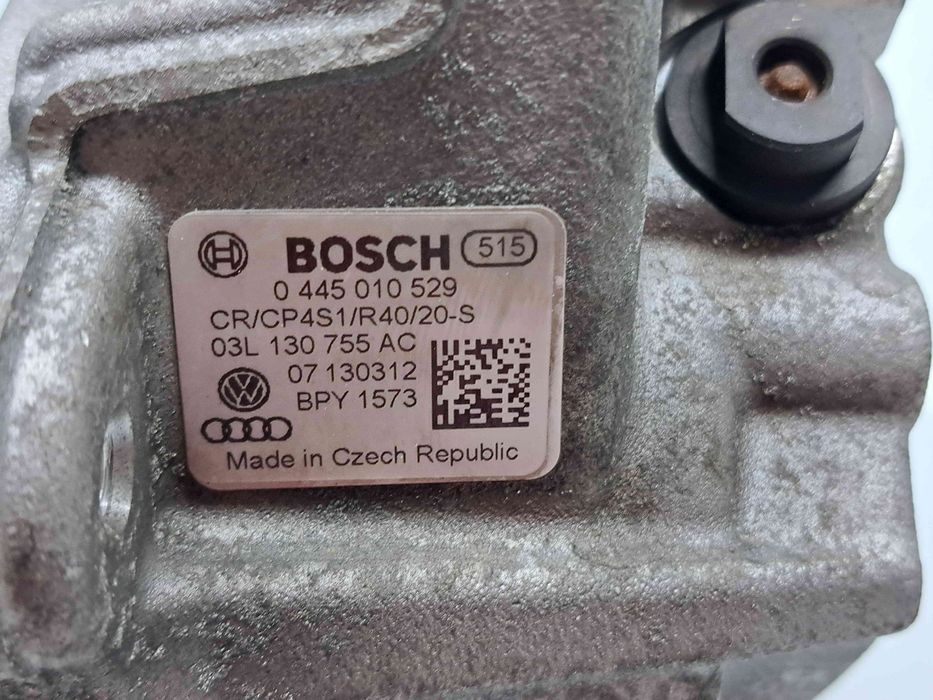 BOSCH 515
0 445 010 529
CR/CP4S1/R40/20-S
03L 130 755 AC
07 130312
BPY 1573
Made in Czech Republic